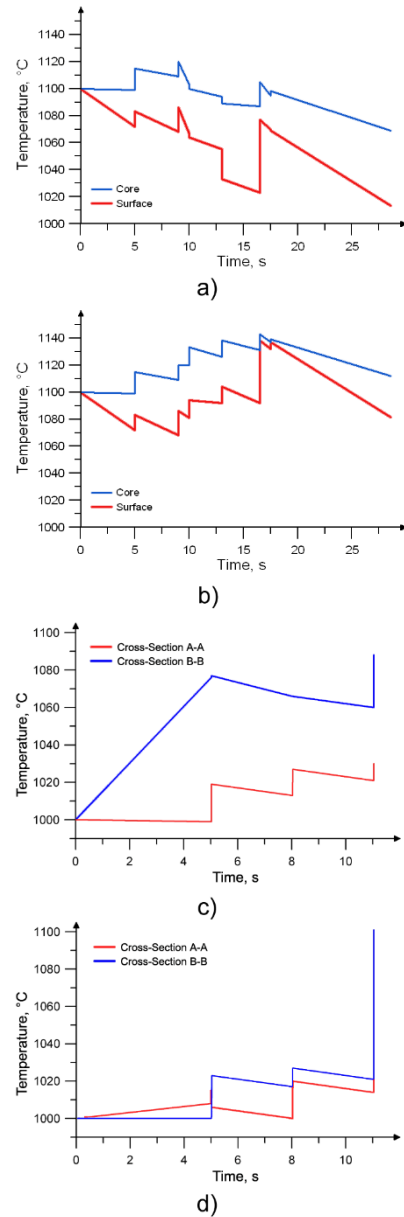 Temperature, °C
1140
1120
1100
1080
1060
1040
1020
1000
Core
Surface
0 5 10 15 20 25
Time, s
a)
Temperature, °C
1140
1120
1100
1080
1060
1040
1020
1000
Core
Surface
0 5 10 15 20 25
Time, s
b)
Temperature, °C
1100
1080
1060
1040
1020
1000
Cross-Section A-A
Cross-Section B-B
0 2 4 6 8 10
Time, s
c)
Temperature, °C
1100
1080
1060
1040
1020
1000
Cross-Section A-A
Cross-Section B-B
0 2 4 6 8 10
Time, s
d)